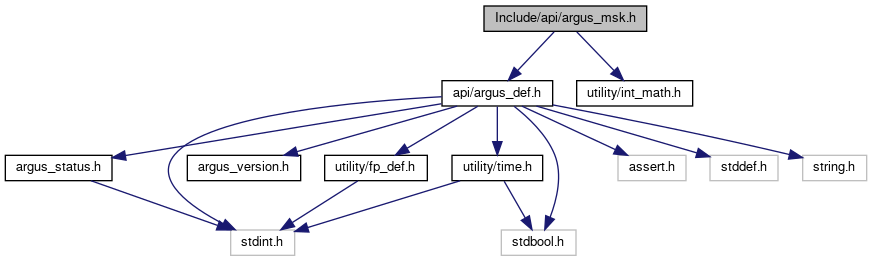 Include/api/argus_msk.h
api/argus_def.h
utility/int_math.h
argus_status.h
argus_version.h
utility/fp_def.h
utility/time.h
assert.h
stddef.h
string.h
stdint.h
stdbool.h